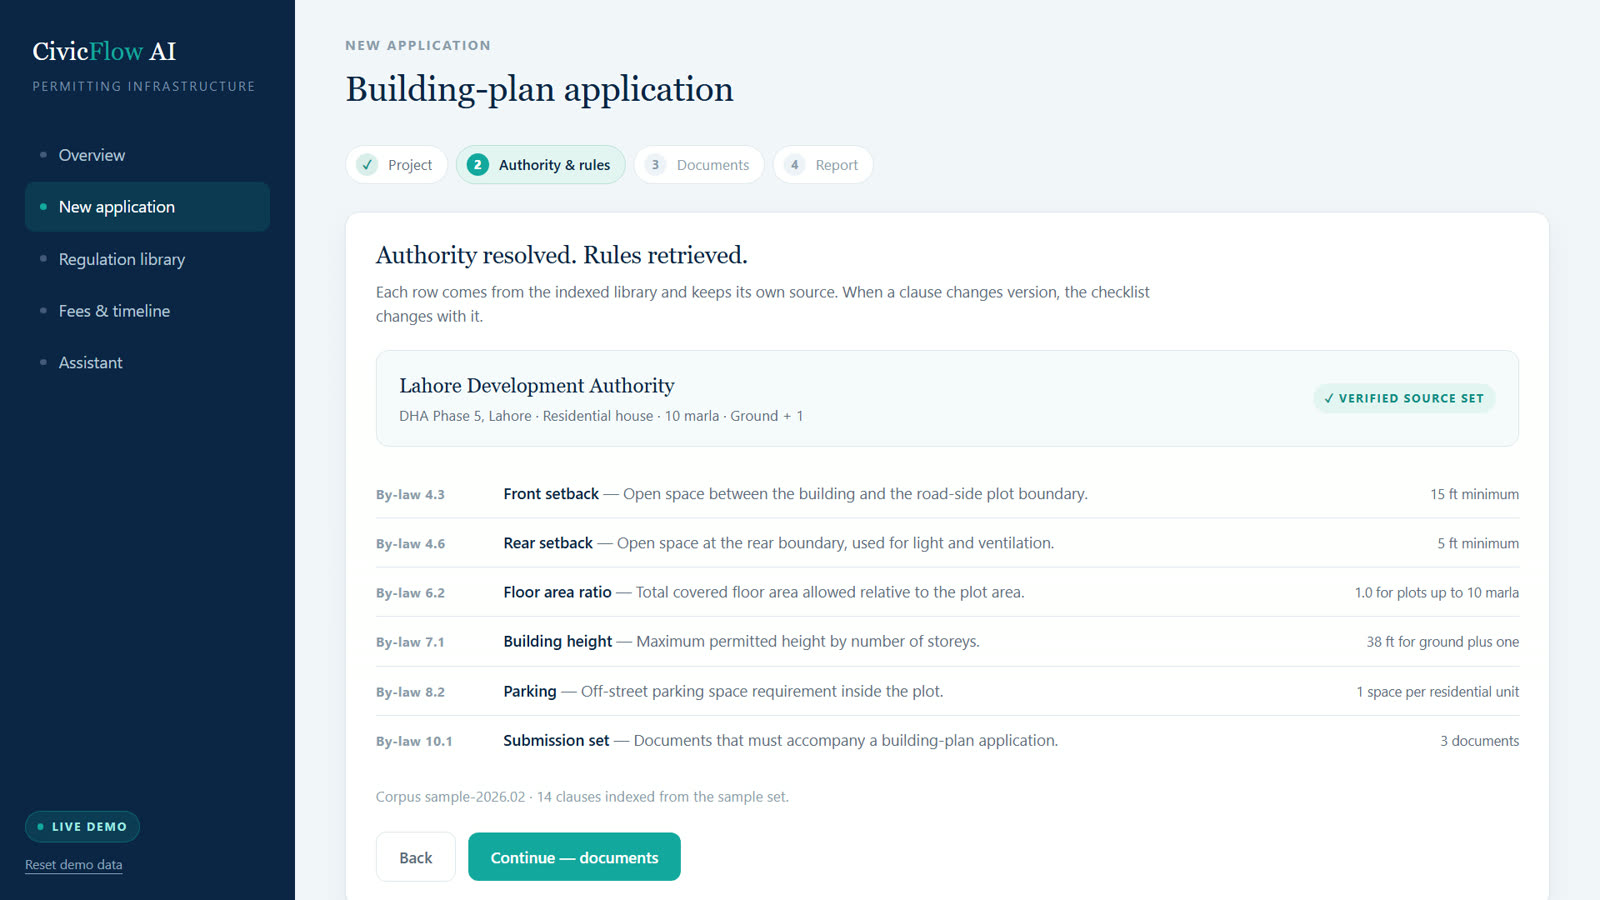 CivicFlow AI
PERMITTING INFRASTRUCTURE
Overview
New application
Regulation library
Fees & timeline
Assistant
LIVE DEMO
Reset demo data
NEW APPLICATION
Building-plan application
✓ Project
2 Authority & rules
3 Documents
4 Report
Authority resolved. Rules retrieved.
Each row comes from the indexed library and keeps its own source. When a clause changes version, the checklist
changes with it.
Lahore Development Authority
DHA Phase 5, Lahore · Residential house · 10 marla · Ground + 1
✓ VERIFIED SOURCE SET
By-law 4.3 Front setback — Open space between the building and the road-side plot boundary. 15 ft minimum
By-law 4.6 Rear setback — Open space at the rear boundary, used for light and ventilation. 5 ft minimum
By-law 6.2 Floor area ratio — Total covered floor area allowed relative to the plot area. 1.0 for plots up to 10 marla
By-law 7.1 Building height — Maximum permitted height by number of storeys. 38 ft for ground plus one
By-law 8.2 Parking — Off-street parking space requirement inside the plot. 1 space per residential unit
By-law 10.1 Submission set — Documents that must accompany a building-plan application. 3 documents
Corpus sample-2026.02 · 14 clauses indexed from the sample set.
Back
Continue — documents